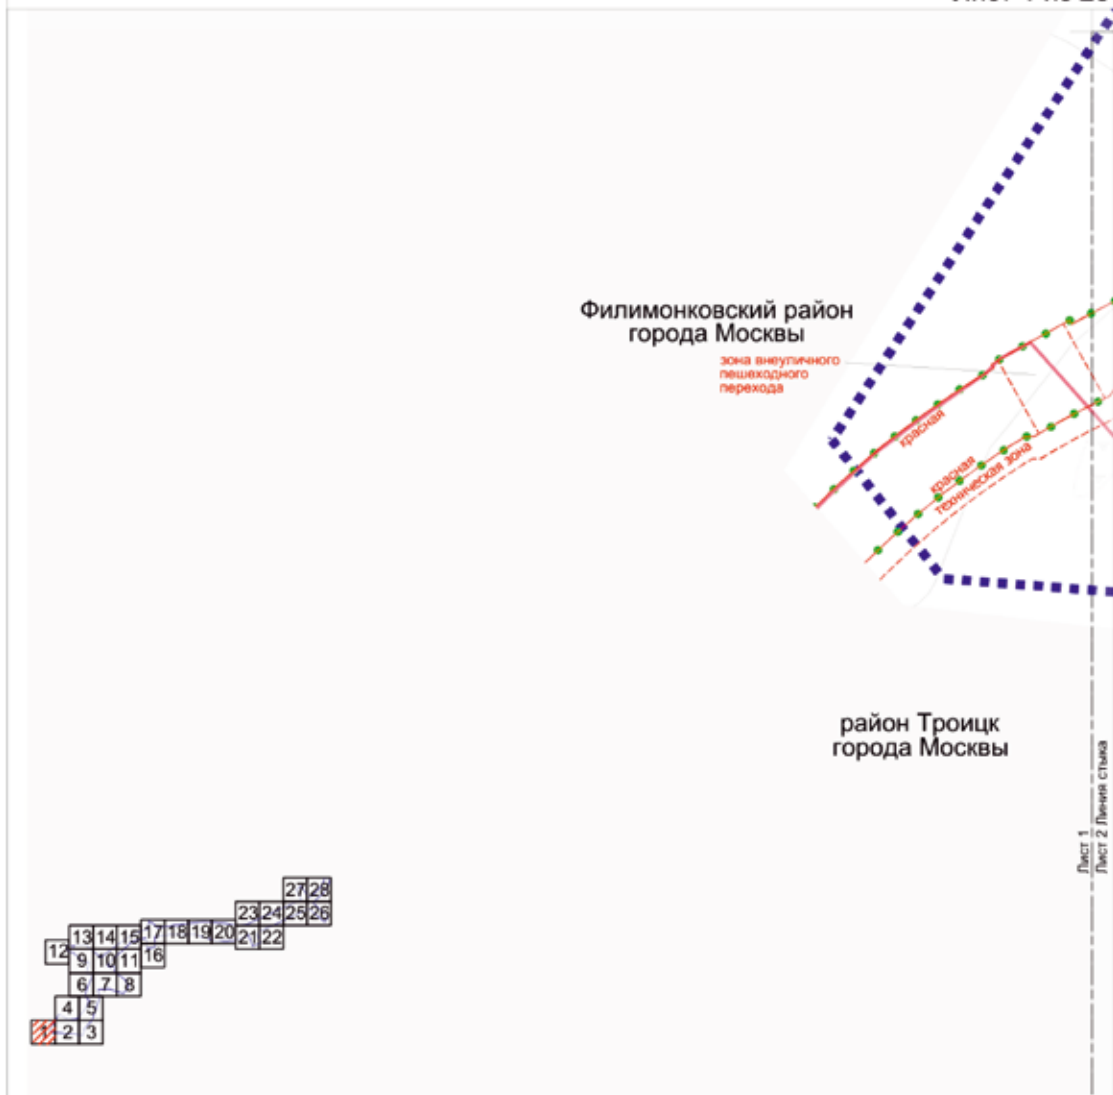 Филимонковский район
города Москвы
зона внеуличного
пешеходного
перехода
красная
красная
техническая зона
район Троицк
города Москвы
Лист 1
Лист 2 Линия стыка
27 28
23 24 25 26
13 14 15 17 18 19 20 21 22
12
9 10 11 16
6 7 8
4 5
1 2 3